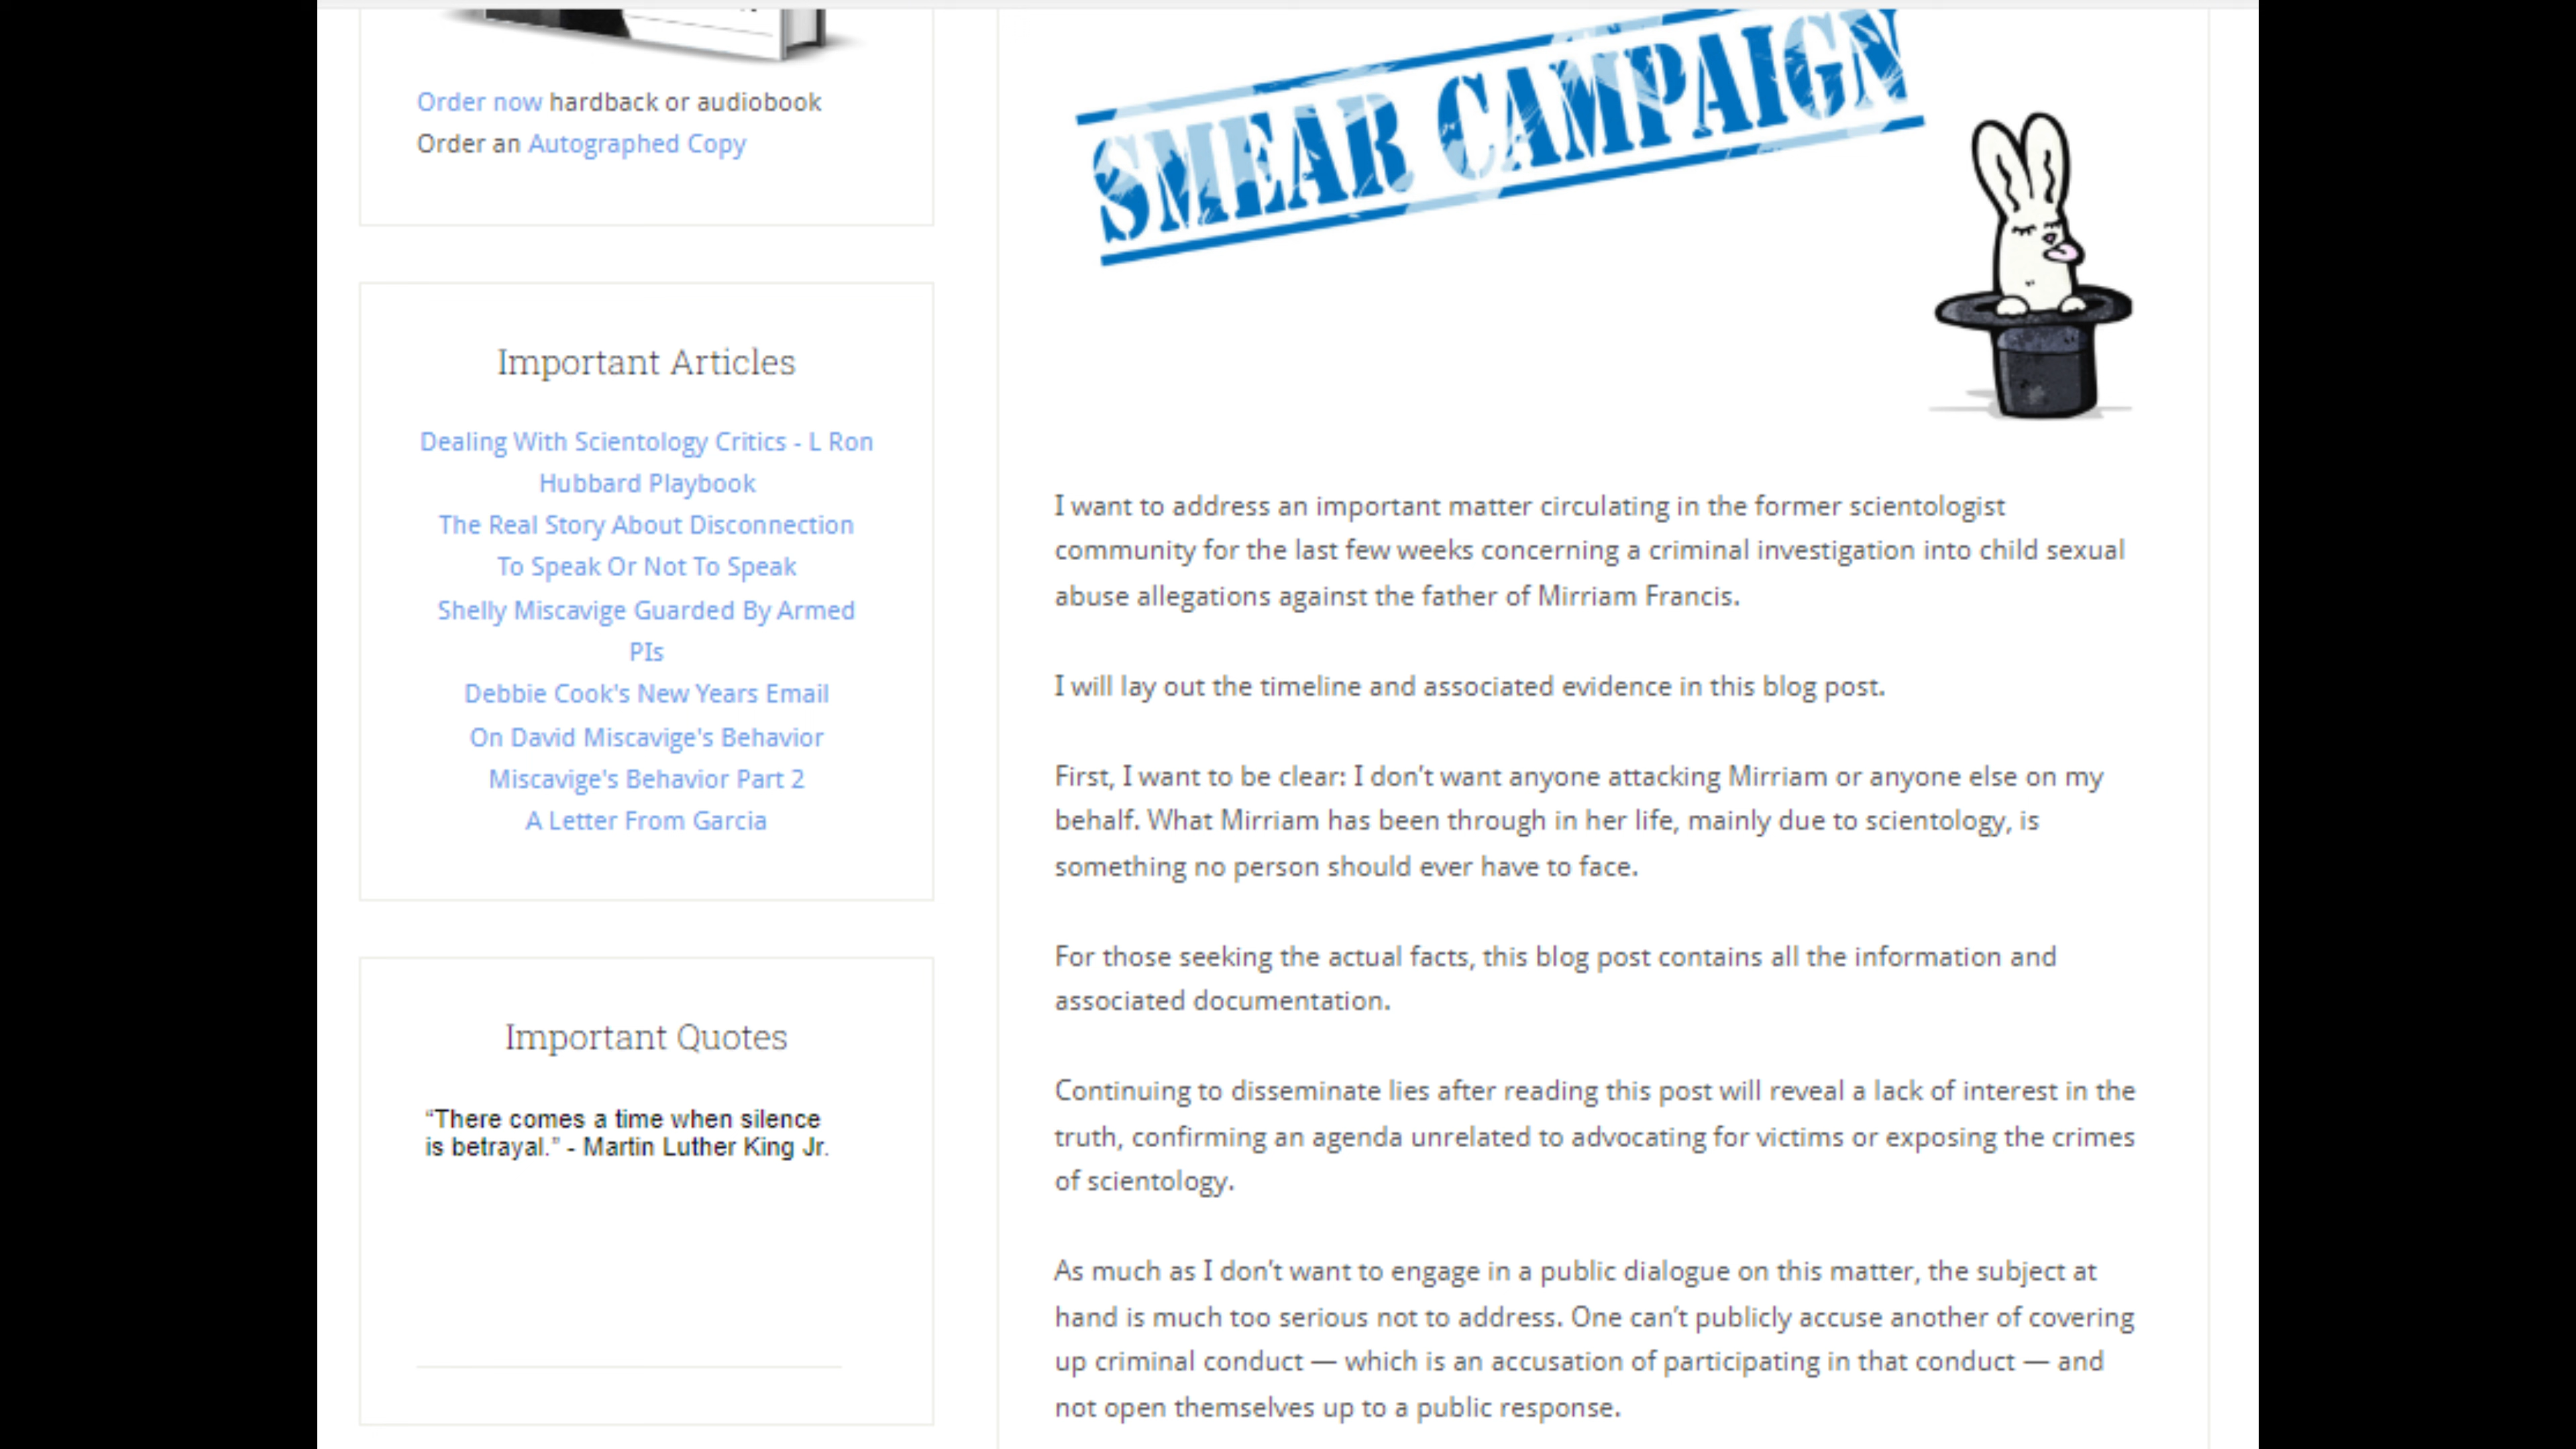 Order now hardback or audiobook
Order an Autographed Copy
Important Articles
Dealing With Scientology Critics - L Ron
Hubbard Playbook
The Real Story About Disconnection
To Speak Or Not To Speak
Shelly Miscavige Guarded By Armed
PIs
Debbie Cook's New Years Email
On David Miscavige's Behavior
Miscavige's Behavior Part 2
A Letter From Garcia
Important Quotes
“There comes a time when silence
is betrayal.” - Martin Luther King Jr.
SMEAR CAMPAIGN
I want to address an important matter circulating in the former scientologist
community for the last few weeks concerning a criminal investigation into child sexual
abuse allegations against the father of Mirriam Francis.
I will lay out the timeline and associated evidence in this blog post.
First, I want to be clear: I don’t want anyone attacking Mirriam or anyone else on my
behalf. What Mirriam has been through in her life, mainly due to scientology, is
something no person should ever have to face.
For those seeking the actual facts, this blog post contains all the information and
associated documentation.
Continuing to disseminate lies after reading this post will reveal a lack of interest in the
truth, confirming an agenda unrelated to advocating for victims or exposing the crimes
of scientology.
As much as I don’t want to engage in a public dialogue on this matter, the subject at
hand is much too serious not to address. One can’t publicly accuse another of covering
up criminal conduct — which is an accusation of participating in that conduct — and
not open themselves up to a public response.